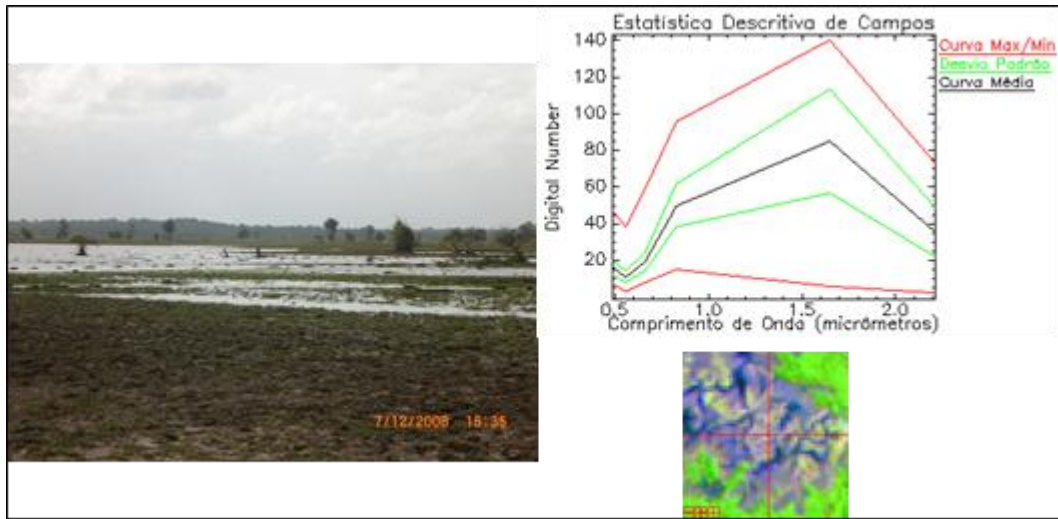 7/12/2008 16:35
Estatística Descritiva de Campos
Digital Number
140
120
100
80
60
40
20
0.5
1.0
1.5
2.0
Comprimento de Onda (micrômetros)
Curva Max/Min
Desvio Padrão
Curva Média